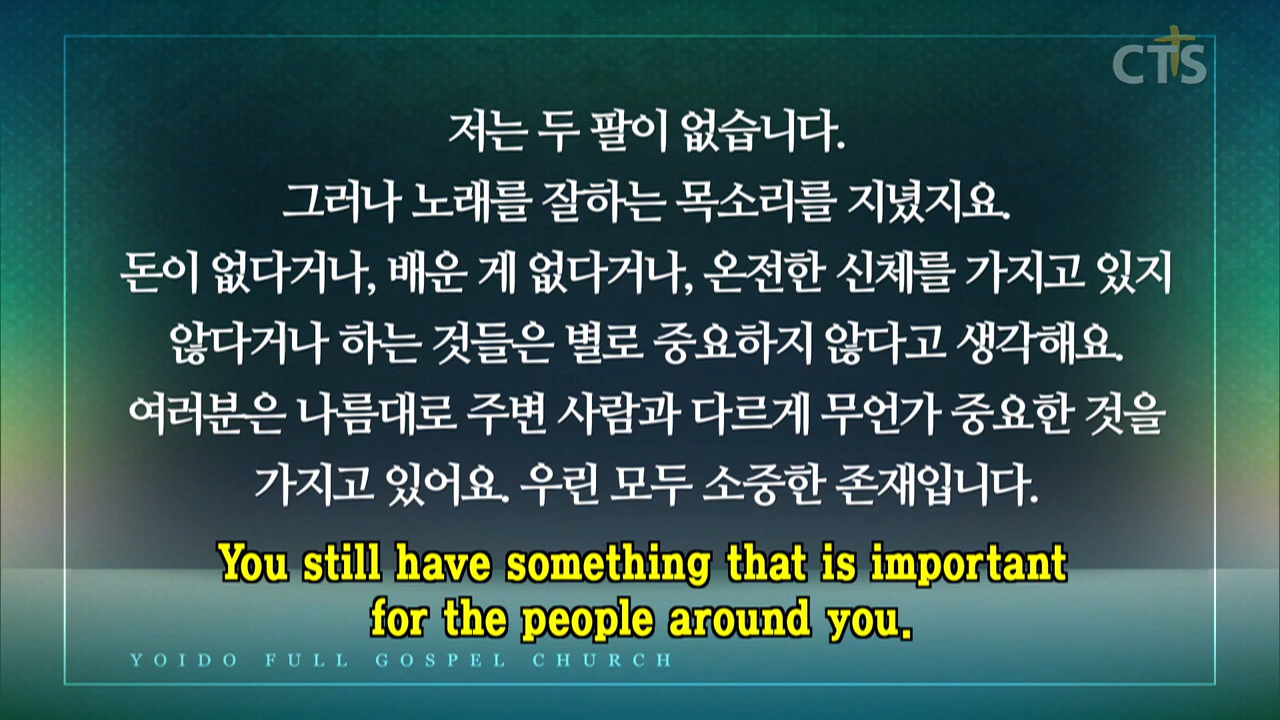 CTS
저는 두 팔이 없습니다.
그러나 노래를 잘하는 목소리를 지녔지요.
돈이 없다거나, 배운 게 없다거나, 온전한 신체를 가지고 있지
않다거나 하는 것들은 별로 중요하지 않다고 생각해요.
여러분은 나름대로 주변 사람과 다르게 무언가 중요한 것을
가지고 있어요. 우린 모두 소중한 존재입니다.
You still have something that is important
for the people around you.
YOIDO FULL GOSPEL CHURCH